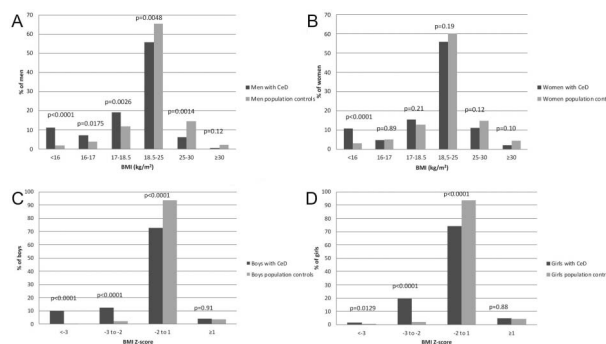 A
% of men
70
60
50
40
30
20
10
0
<0.0001
p=0.0175
p=0.0026
p=0.0048
p=0.0014
p=0.12
<16
16-17
17-18.5
18.5-25
25-30
≥30
BMI (kg/m²)
Men with CeD
Men population controls
B
% of women
70
60
50
40
30
20
10
0
<0.0001
p=0.89
p=0.21
p=0.19
p=0.12
p=0.10
<16
16-17
17-18.5
18,5-25
25-30
≥30
BMI (kg/m²)
Women with CeD
Women population controls
C
% of boys
100
90
80
70
60
50
40
30
20
10
0
p<0.0001
p<0.0001
p<0.0001
p=0.91
<-3
-3 to -2
-2 to 1
≥1
BMI Z-score
Boys with CeD
Boys population controls
D
% of girls
100
90
80
70
60
50
40
30
20
10
0
p=0.0129
p<0.0001
p<0.0001
p=0.88
<-3
-3 to -2
-2 to 1
≥1
BMI Z-score
Girls with CeD
Girls population contr